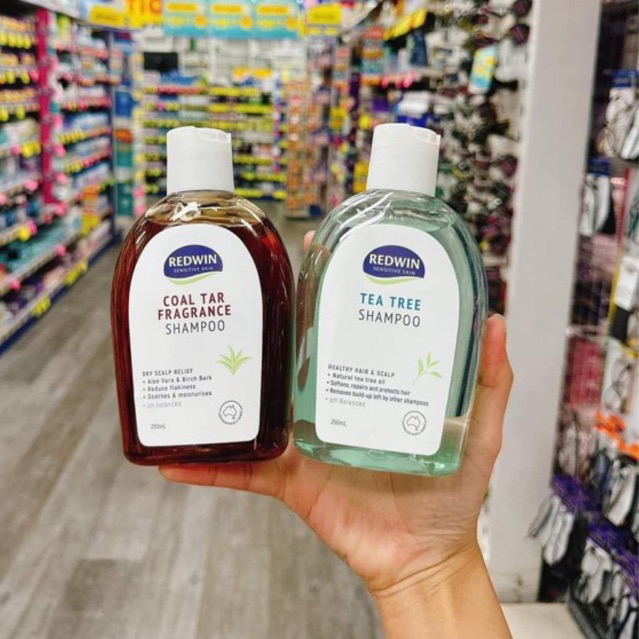 REDWIN
SENSITIVE SKIN
COAL TAR
FRAGRANCE
SHAMPOO
DRY SCALP RELIEF
• Aloe Vera & Birch Bark
• Reduce flakiness
• Soothes & moisturises
• pH balanced
250mL
REDWIN
SENSITIVE SKIN
TEA TREE
SHAMPOO
HEALTHY HAIR & SCALP
• Natural tea tree oil
• Softens, repairs and protects hair
• Removes build-up left by other shampoos
• pH Balanced
250mL